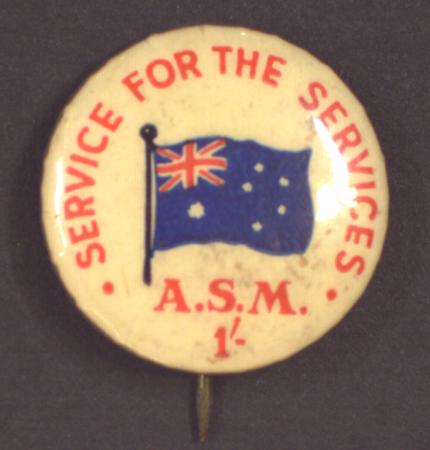 • SERVICE FOR THE SERVICES •
A.S.M.
1/-